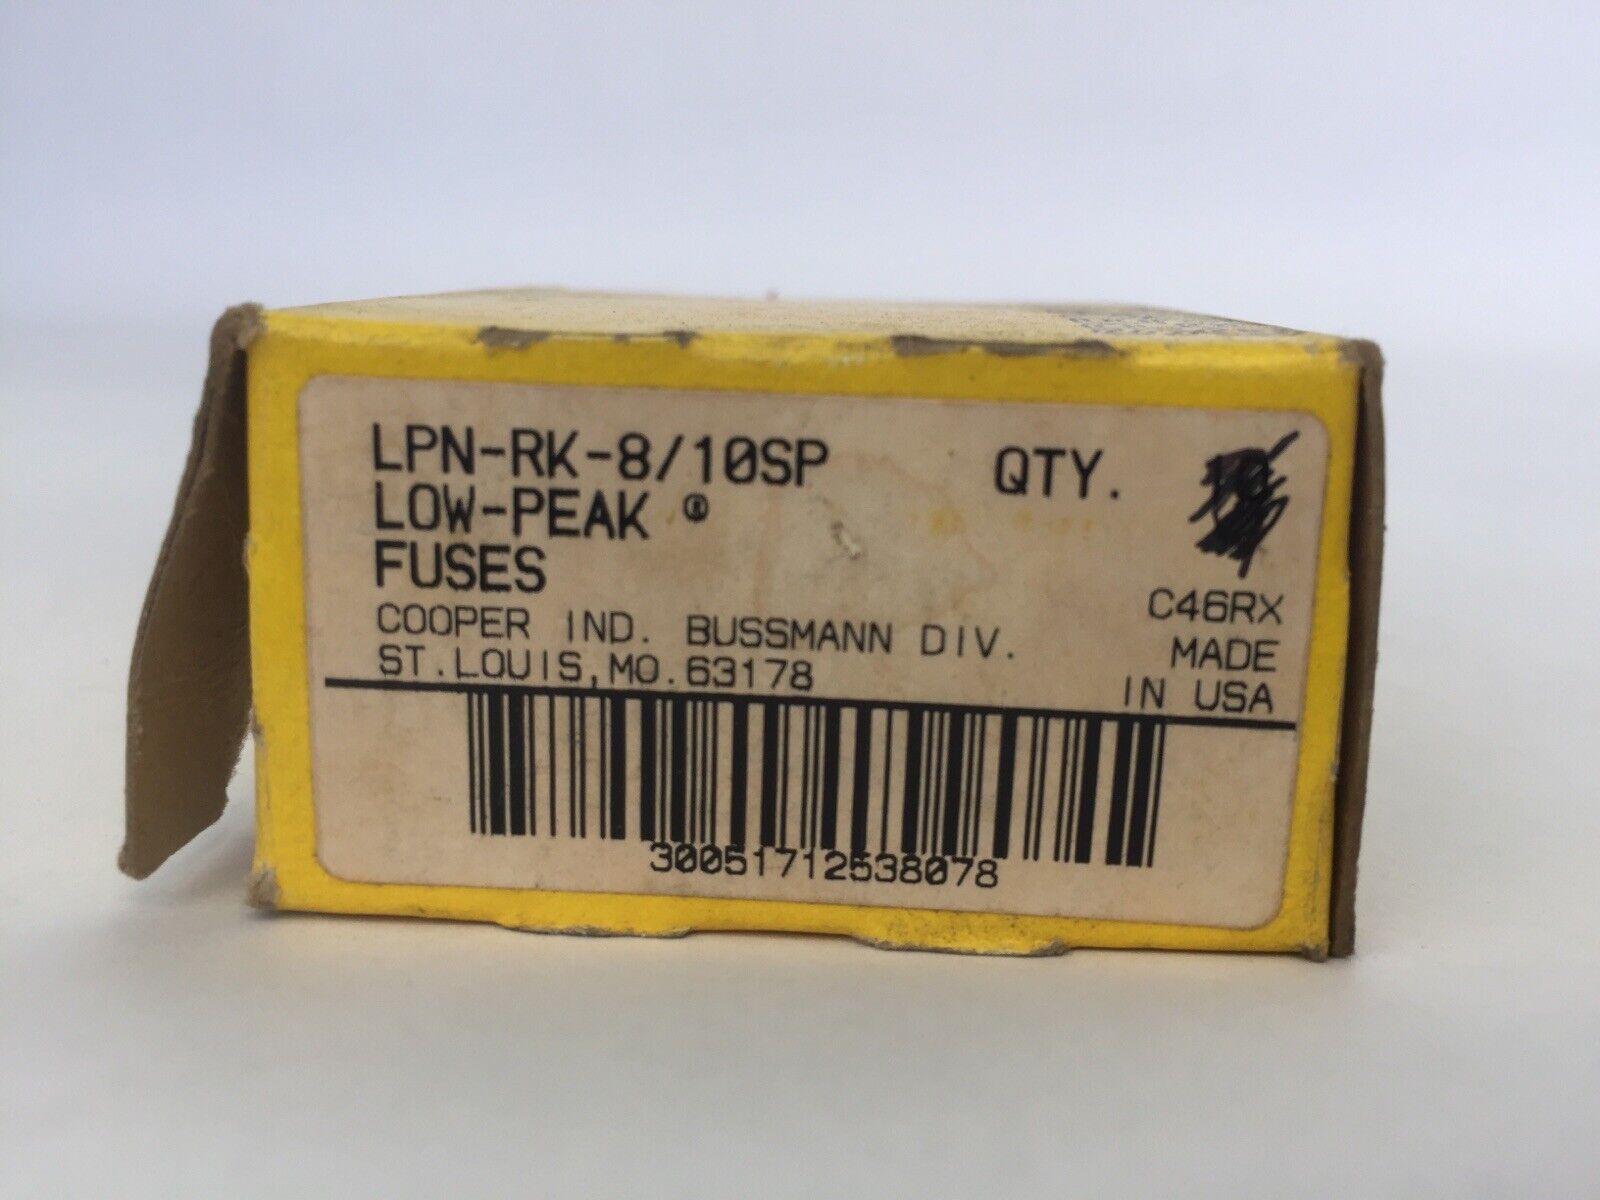 LPN-RK-8/10SP QTY.
LOW-PEAK ®
FUSES
COOPER IND. BUSSMANN DIV.
ST.LOUIS,MO.63178
C46RX
MADE
IN USA
30051712538078